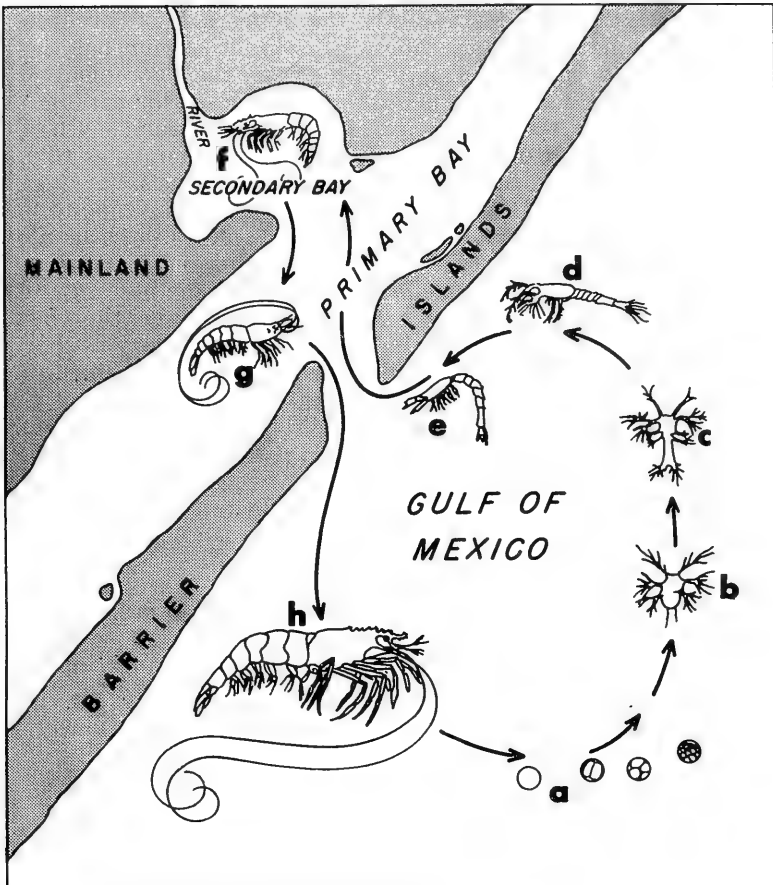 RIVER
f
SECONDARY BAY
MAINLAND
PRIMARY BAY
ISLANDS
d
g
e
c
GULF OF
MEXICO
b
BARRIER
h
a